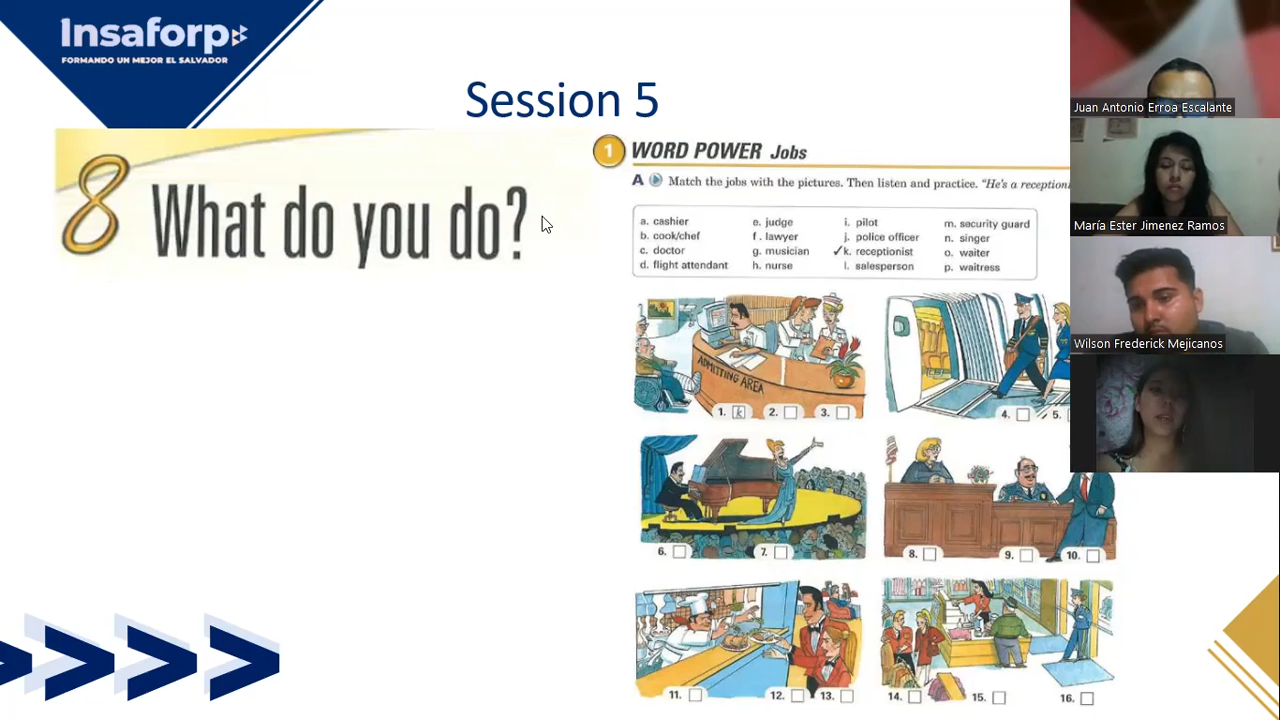 Insaforp
FORMANDO UN MEJOR EL SALVADOR
Session 5
8 What do you do?
1 WORD POWER Jobs
A Match the jobs with the pictures. Then listen and practice. "He's a reception
a. cashier
b. cook/chef
c. doctor
d. flight attendant
e. judge
f. lawyer
g. musician
h. nurse
i. pilot
j. police officer
✓k. receptionist
l. salesperson
m. security guard
n. singer
o. waiter
p. waitress
ADMITTING AREA
1. k 2. 3.
4. 5.
6. 7.
8. 9. 10.
11. 12. 13.
14. 15. 16.
Juan Antonio Erroa Escalante
María Ester Jimenez Ramos
Wilson Frederick Mejicanos